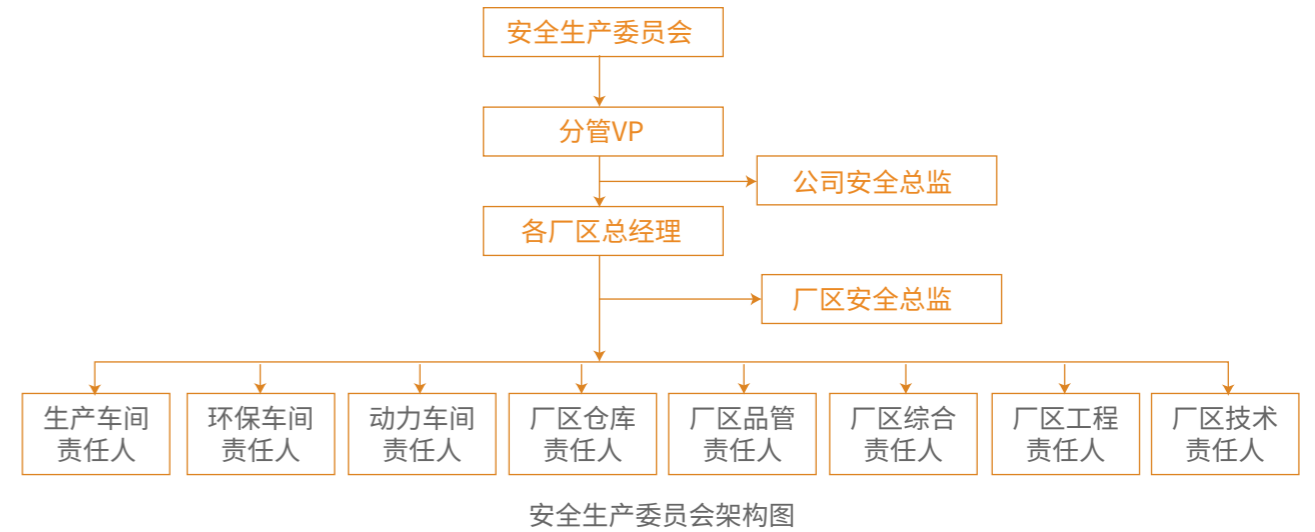 安全生产委员会
分管VP
公司安全总监
各厂区总经理
厂区安全总监
生产车间
责任人
环保车间
责任人
动力车间
责任人
厂区仓库
责任人
厂区品管
责任人
厂区综合
责任人
厂区工程
责任人
厂区技术
责任人
安全生产委员会架构图